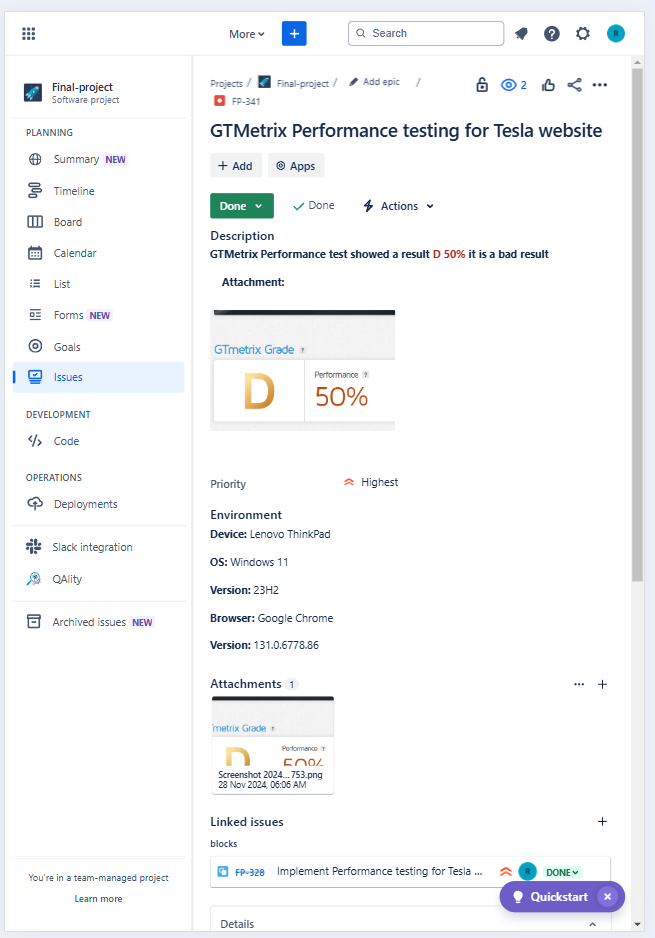 More
Search
R
Final-project
Software project
PLANNING
Summary NEW
Timeline
Board
Calendar
List
Forms NEW
Goals
Issues
DEVELOPMENT
Code
OPERATIONS
Deployments
Slack integration
QAlity
Archived issues NEW
You're in a team-managed project
Learn more
Projects / Final-project / Add epic /
FP-341
2
GTMetrix Performance testing for Tesla website
+ Add
Apps
Done
Done
Actions
Description
GTMetrix Performance test showed a result D 50% it is a bad result
Attachment:
GTmetrix Grade ?
D
Performance ?
50%
Priority
Highest
Environment
Device: Lenovo ThinkPad
OS: Windows 11
Version: 23H2
Browser: Google Chrome
Version: 131.0.6778.86
Attachments 1
metrix Grade ?
Performance ?
D
50%
Screenshot 2024... 753.png
28 Nov 2024, 06:06 AM
Linked issues
blocks
FP-328 Implement Performance testing for Tesla ... R DONE
Quickstart
Details